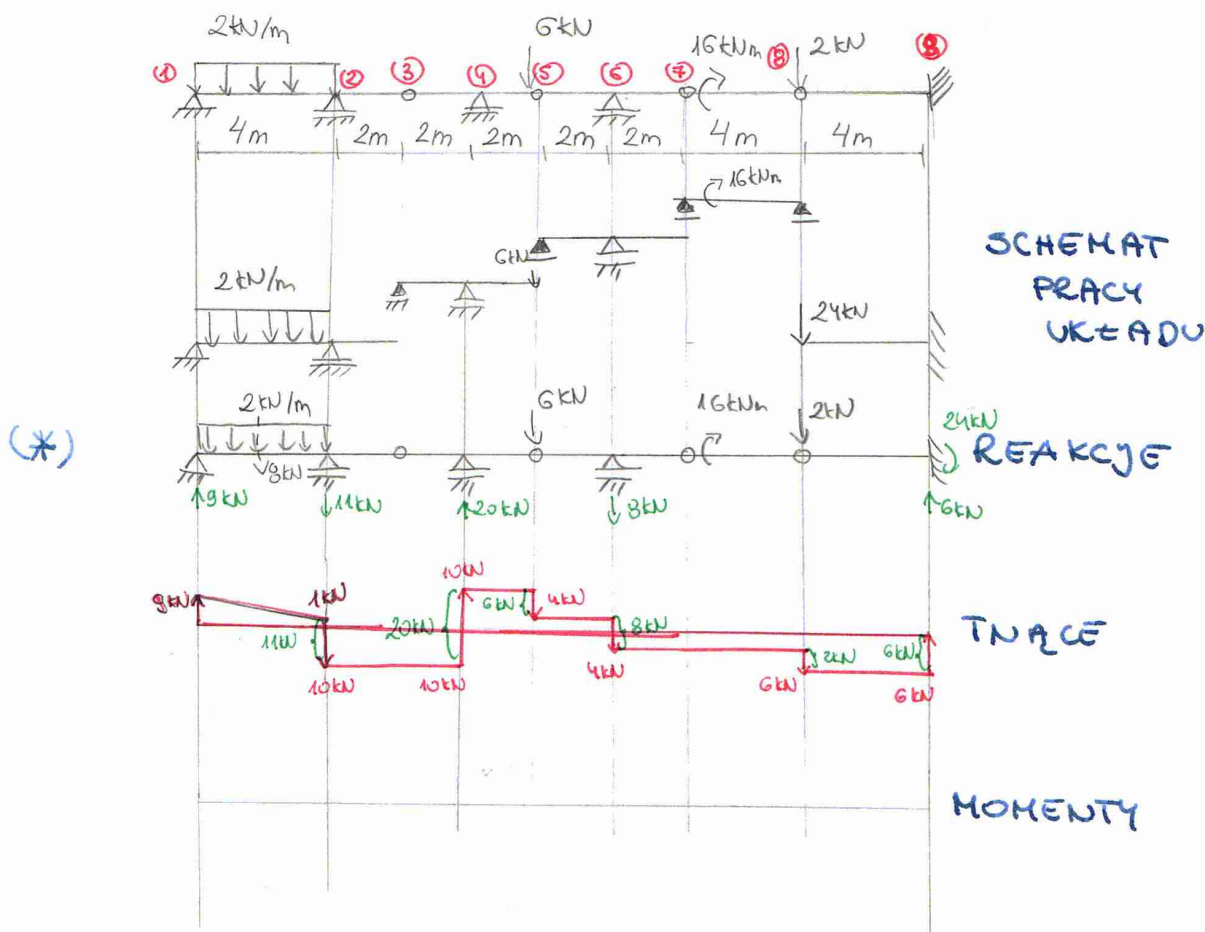 2kN/m 6kN 16kNm 2kN
① ② ③ ④ ⑤ ⑥ ⑦ ⑧
4m 2m 2m 2m 2m 2m 4m 4m
16kNm
6kN
SCHEMAT
PRACY
UKŁADU
2kN/m
24kN
(*)
2kN/m 6kN 16kNm 2kN 24kN
8kN
REAKCJE
9kN 11kN 20kN 8kN 6kN
9kN 1kN 10kN
11kN 20kN 6kN 4kN 8kN 2kN 6kN
TNĄCE
10kN 10kN 4kN 6kN 6kN
MOMENTY